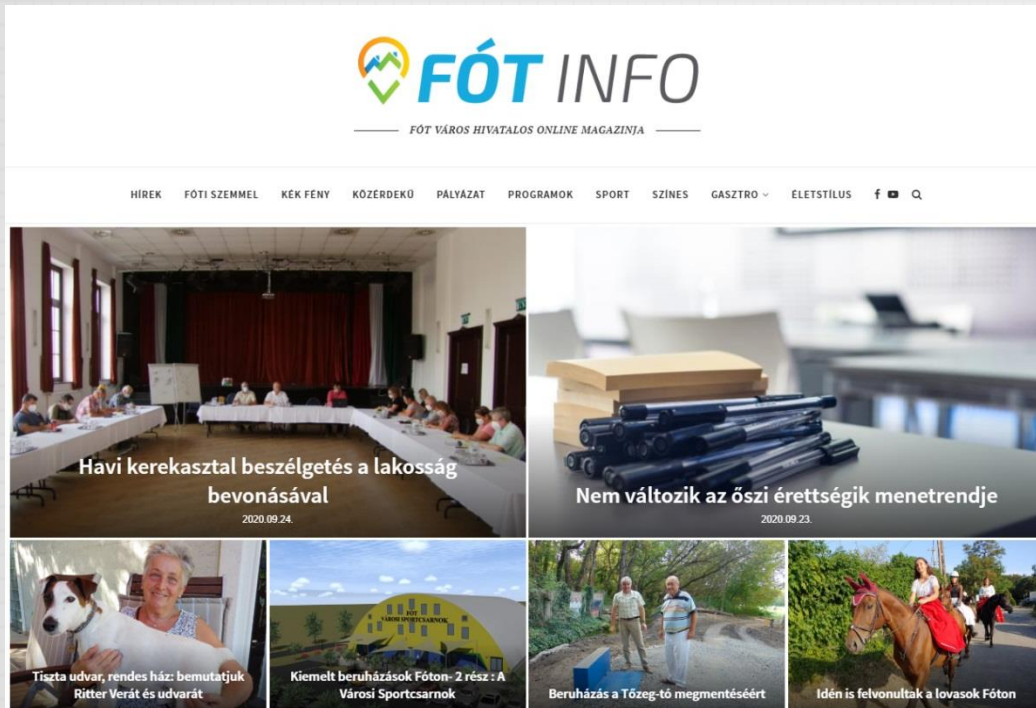 FÓT INFO
FÓT VÁROS HIVATALOS ONLINE MAGAZINJA
HÍREK FÓTI SZEMMEL KÉK FÉNY KÖZÉRDEKŰ PÁLYÁZAT PROGRAMOK SPORT SZÍNES GASZTRO ÉLETSTÍLUS
Havi kerekasztal beszélgetés a lakosság
bevonásával
2020.09.24.
Nem változik az őszi érettségik menetrendje
2020.09.23.
Tiszta udvar, rendes ház: bemutatjuk
Ritter Verát és udvarát
FÓT
VÁROSI SPORTCSARNOK
Kiemelt beruházások Fóton- 2 rész : A
Városi Sportcsarnok
Beruházás a Tőzeg-tó megmentéséért
Idén is felvonultak a lovasok Fóton